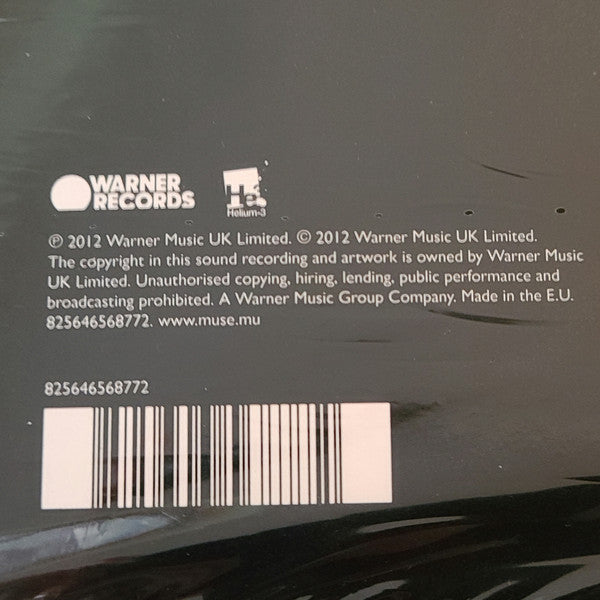 WARNER
RECORDS
He
Helium-3
℗ 2012 Warner Music UK Limited. © 2012 Warner Music UK Limited.
The copyright in this sound recording and artwork is owned by Warner Music
UK Limited. Unauthorised copying, hiring, lending, public performance and
broadcasting prohibited. A Warner Music Group Company. Made in the E.U.
825646568772. www.muse.mu
825646568772